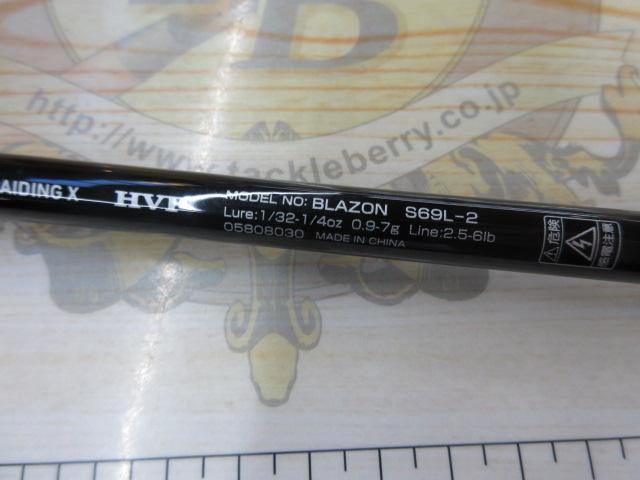 TD
http://www.tackleberry.co.jp
AIDING X HVF
MODEL NO: BLAZON S69L-2
Lure:1/32-1/4oz 0.9-7g Line:2.5-6lb
05808030 MADE IN CHINA
危険
感電注意